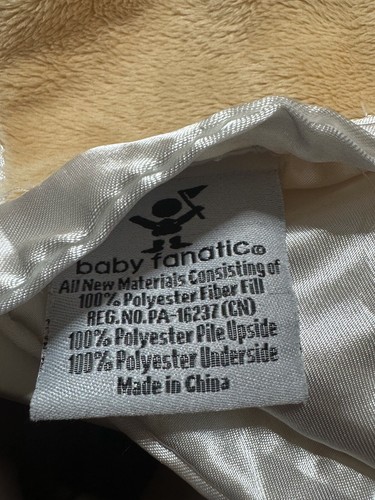 baby fanatic©
All New Materials Consisting of
100% Polyester Fiber Fill
REG. NO. PA-16237 (CN)
100% Polyester Pile Upside
100% Polyester Underside
Made in China